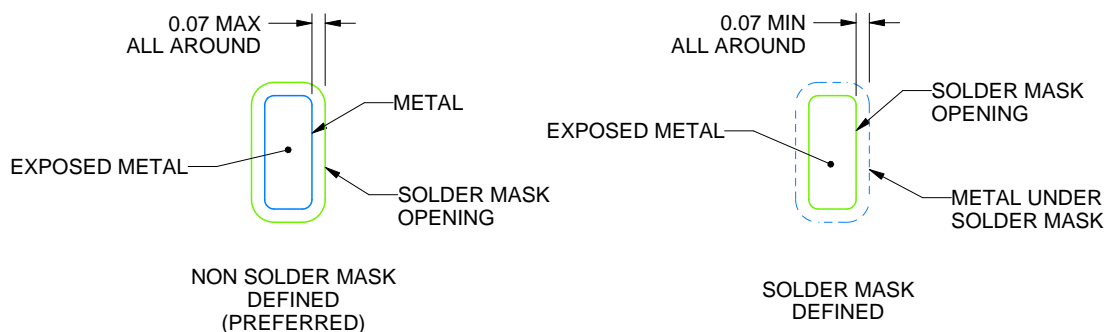 0.07 MAX
ALL AROUND
METAL
EXPOSED METAL
SOLDER MASK
OPENING
NON SOLDER MASK
DEFINED
(PREFERRED)
0.07 MIN
ALL AROUND
SOLDER MASK
OPENING
EXPOSED METAL
METAL UNDER
SOLDER MASK
SOLDER MASK
DEFINED